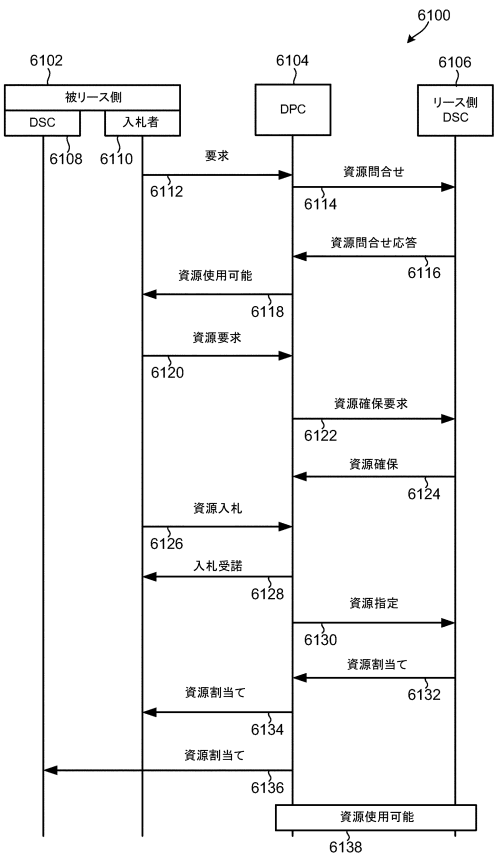 6100
6102
6104
6106
被リース側
DSC
入札者
DPC
リース側
DSC
6108
6110
要求
6112
資源問合せ
6114
資源問合せ応答
6116
資源使用可能
6118
資源要求
6120
資源確保要求
6122
資源確保
6124
資源入札
6126
入札受諾
6128
資源指定
6130
資源割当て
6132
資源割当て
6134
資源割当て
6136
資源使用可能
6138